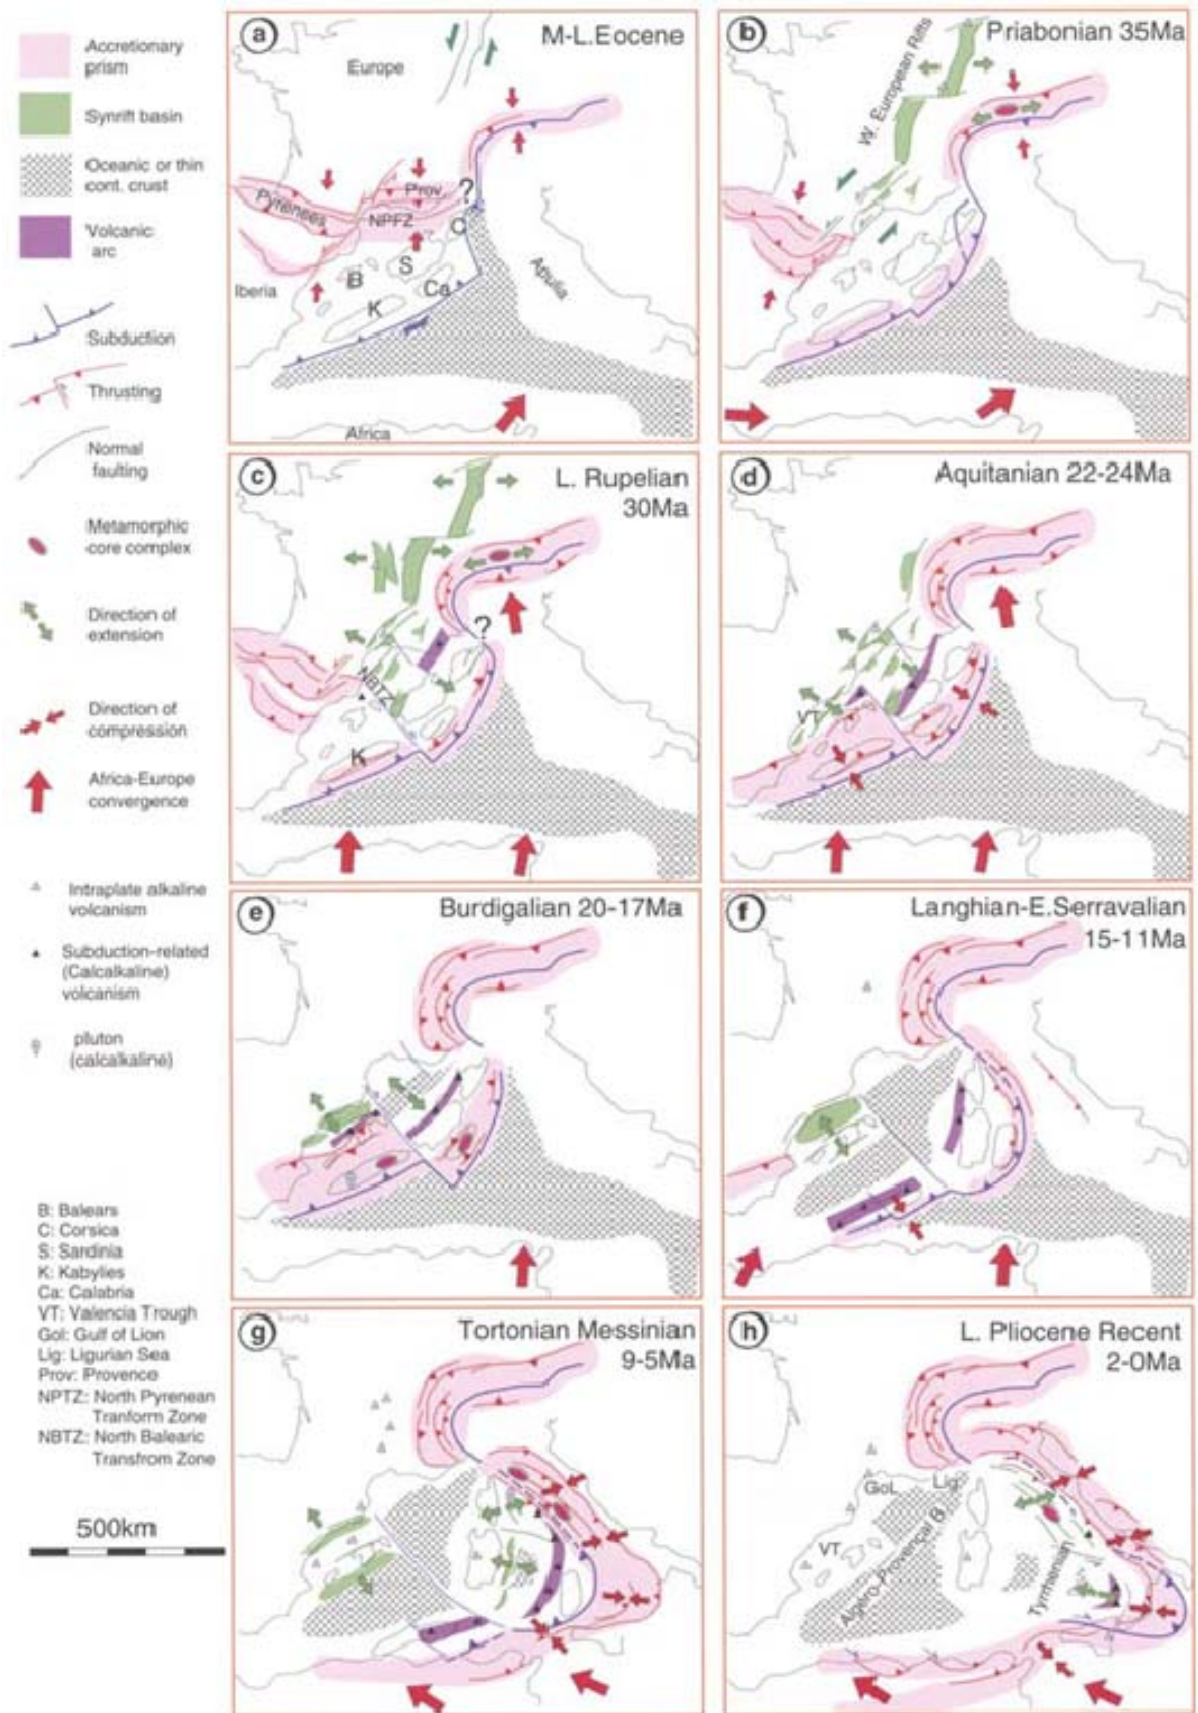 Accretionary
prism
Synrift basin
Oceanic or thin
cont. crust
Volcanic
arc
Subduction
Thrusting
Normal
faulting
Metamorphic
core complex
Direction of
extension
Direction of
compression
Africa-Europe
convergence
Intraplate alkaline
volcanism
Subduction-related
(Calcalkaline)
volcanism
pluton
(calcalkaline)
B: Balears
C: Corsica
S: Sardinia
K: Kabylies
Ca: Calabria
VT: Valencia Trough
Gol: Gulf of Lion
Lig: Ligurian Sea
Prov: Provence
NPTZ: North Pyrenean
Tranform Zone
NBTZ: North Balearic
Transfrom Zone
500km
a
M-L.Eocene
Europe
Pyrenees
Prov
?
NPFZ
C
S
B
Ca
K
Iberia
Apulia
Africa
b
Priabonian 35Ma
W. European Rifts
c
L. Rupelian
30Ma
?
NBTZ
K
d
Aquitanian 22-24Ma
VT
e
Burdigalian 20-17Ma
f
Langhian-E.Serravalian
15-11Ma
g
Tortonian Messinian
9-5Ma
h
L. Pliocene Recent
2-0Ma
GoL
Lig
VT
Algero-Provençal B
Tyrrhenian